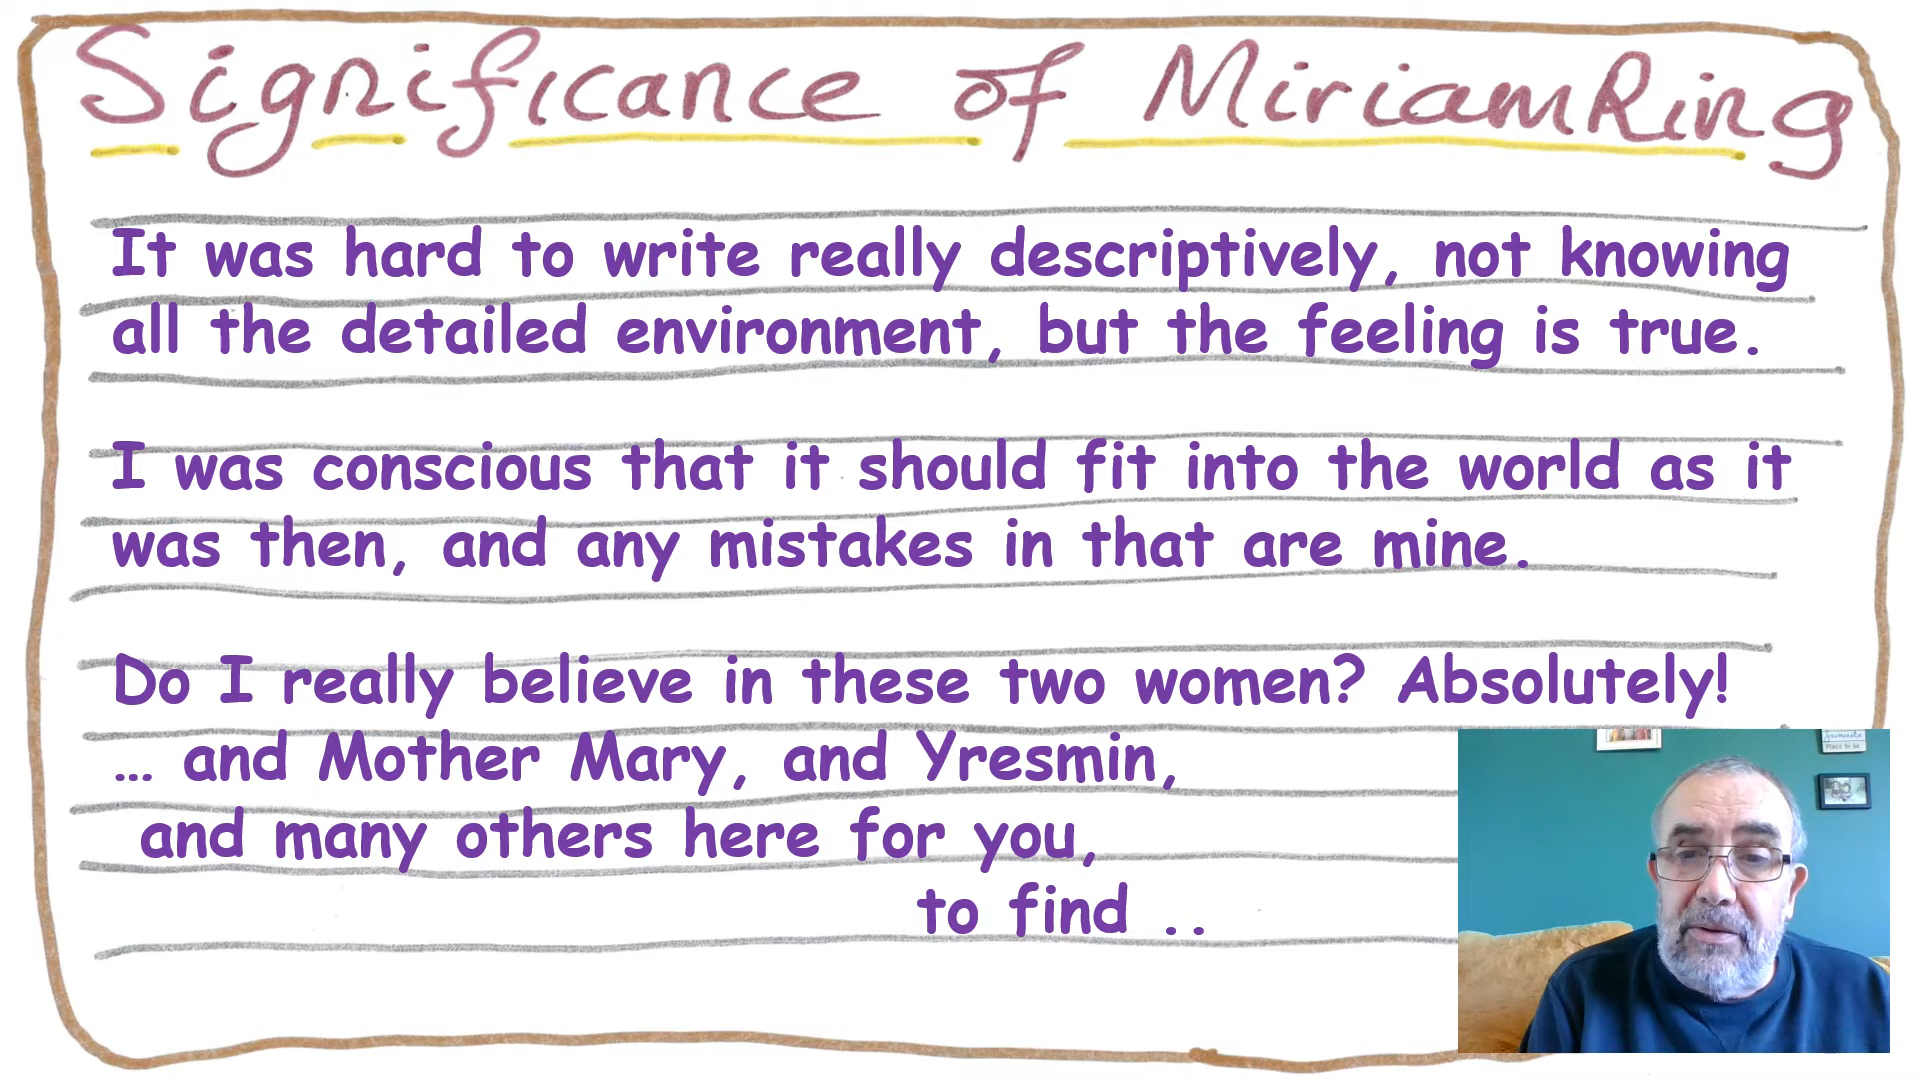 Significance of MiriamRing
It was hard to write really descriptively, not knowing
all the detailed environment, but the feeling is true.
I was conscious that it should fit into the world as it
was then, and any mistakes in that are mine.
Do I really believe in these two women? Absolutely!
... and Mother Mary, and Yresmin,
and many others here for you,
to find ..